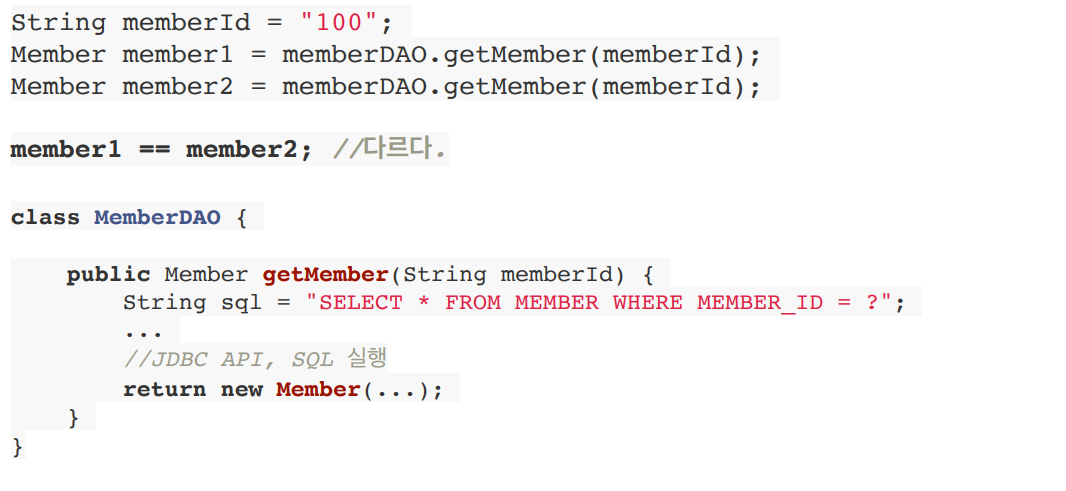 String memberId = "100";
Member member1 = memberDAO.getMember(memberId);
Member member2 = memberDAO.getMember(memberId);
member1 == member2; //다르다.
class MemberDAO {
public Member getMember(String memberId) {
String sql = "SELECT * FROM MEMBER WHERE MEMBER_ID = ?";
...
//JDBC API, SQL 실행
return new Member(...);
}
}